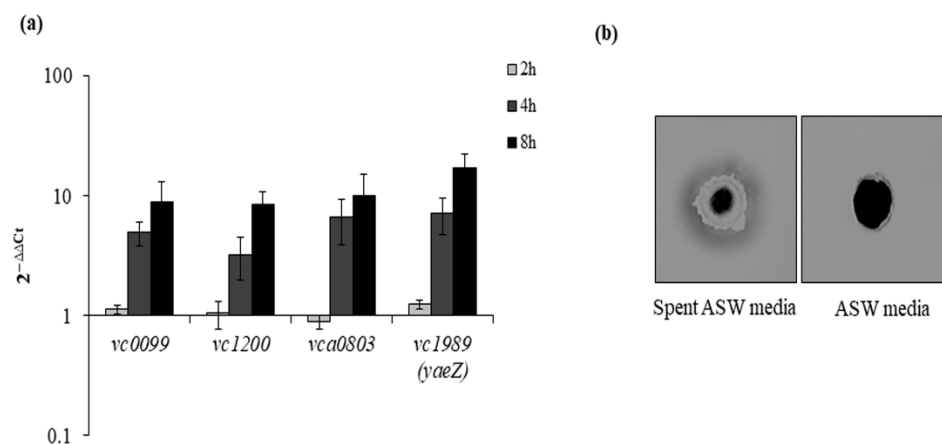 (a)
100
10
1
0.1
2^−ΔΔCt
2h
4h
8h
vc0099
vc1200
vca0803
vc1989
(yaeZ)
(b)
Spent ASW media
ASW media